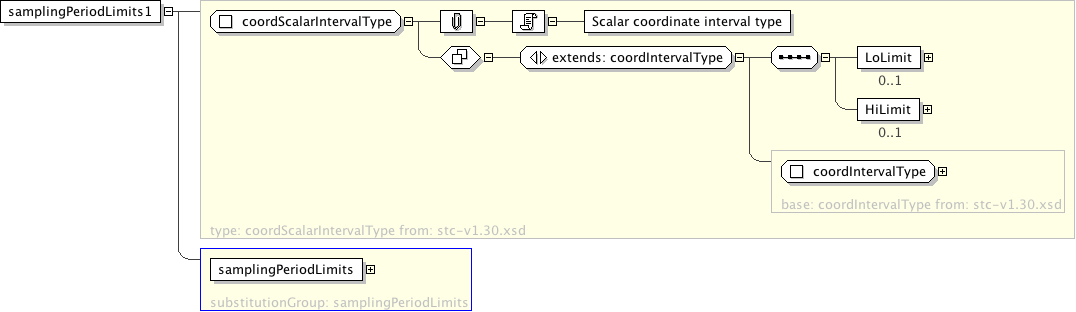 samplingPeriodLimits1
coordScalarIntervalType
Scalar coordinate interval type
extends: coordIntervalType
LoLimit
0..1
HiLimit
0..1
coordIntervalType
base: coordIntervalType from: stc-v1.30.xsd
type: coordScalarIntervalType from: stc-v1.30.xsd
samplingPeriodLimits
substitutionGroup: samplingPeriodLimits